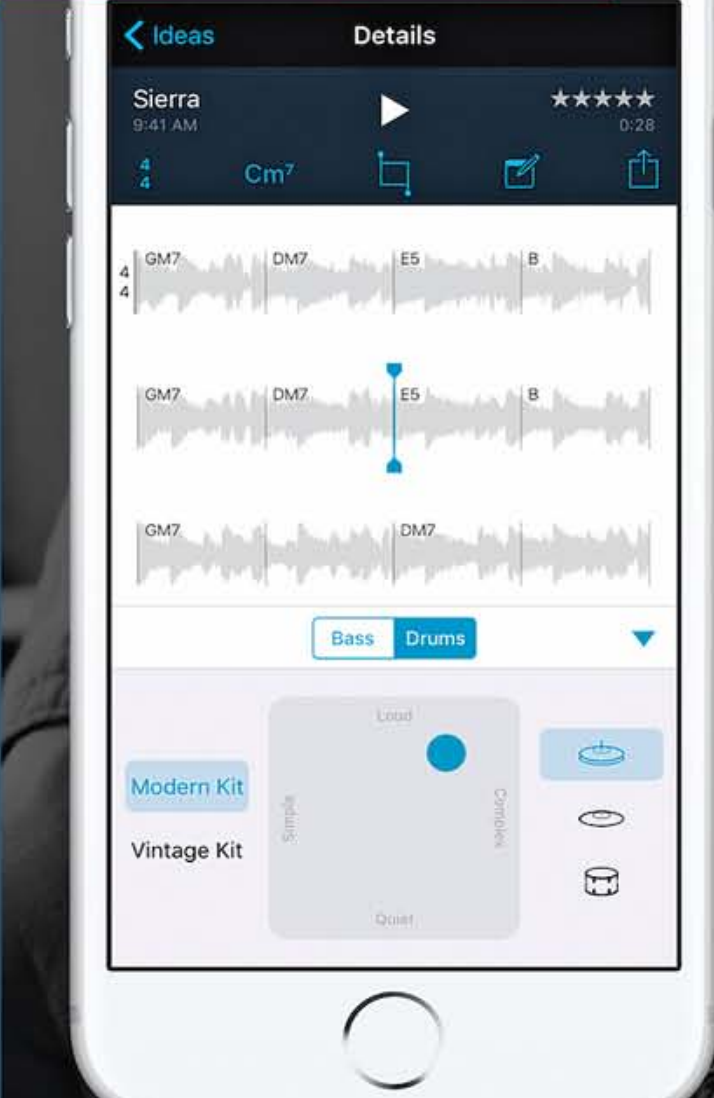 Ideas
Details
Sierra
★★★★★
9:41 AM
0:28
4
4
Cm⁷
GM7 DM7 E5 B
4
4
GM7 DM7 E5 B
GM7 DM7
Bass Drums
Loud
Modern Kit
Simple
Complex
Vintage Kit
Quiet